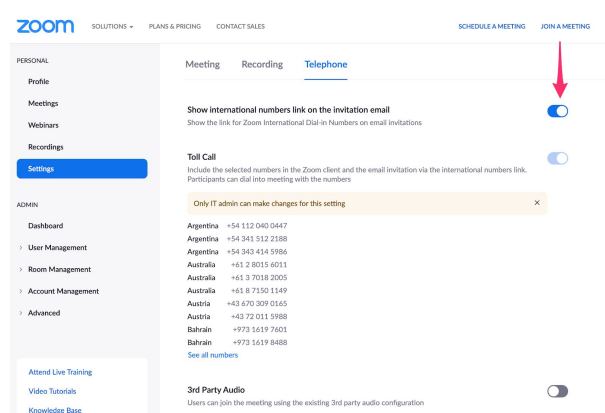 zoom
SOLUTIONS
PLANS & PRICING
CONTACT SALES
SCHEDULE A MEETING
JOIN A MEETING
PERSONAL
Profile
Meetings
Webinars
Recordings
Settings
ADMIN
Dashboard
User Management
Room Management
Account Management
Advanced
Attend Live Training
Video Tutorials
Knowledge Base
Meeting
Recording
Telephone
Show international numbers link on the invitation email
Show the link for Zoom International Dial-in Numbers on email invitations
Toll Call
Include the selected numbers in the Zoom client and the email invitation via the international numbers link.
Participants can dial into meeting with the numbers
Only IT admin can make changes for this setting
Argentina +54 112 040 0447
Argentina +54 341 512 2188
Argentina +54 343 414 5986
Australia +61 2 8015 6011
Australia +61 3 7018 2005
Australia +61 8 7150 1149
Austria +43 670 309 0165
Austria +43 72 011 5988
Bahrain +973 1619 7601
Bahrain +973 1619 8488
See all numbers
3rd Party Audio
Users can join the meeting using the existing 3rd party audio configuration